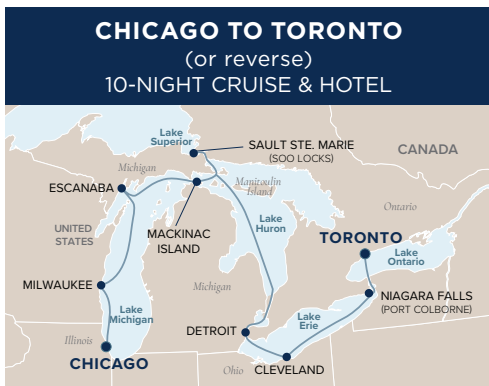 CHICAGO TO TORONTO
(or reverse)
10-NIGHT CRUISE & HOTEL
Lake
Superior
SAULT STE. MARIE
(SOO LOCKS)
CANADA
Michigan
Manitoulin
Island
ESCANABA
Ontario
UNITED
STATES
MACKINAC
ISLAND
Lake
Huron
TORONTO
Lake
Ontario
MILWAUKEE
Michigan
NIAGARA FALLS
(PORT COLBORNE)
Lake
Michigan
Lake
Erie
DETROIT
Illinois
CHICAGO
Ohio
CLEVELAND